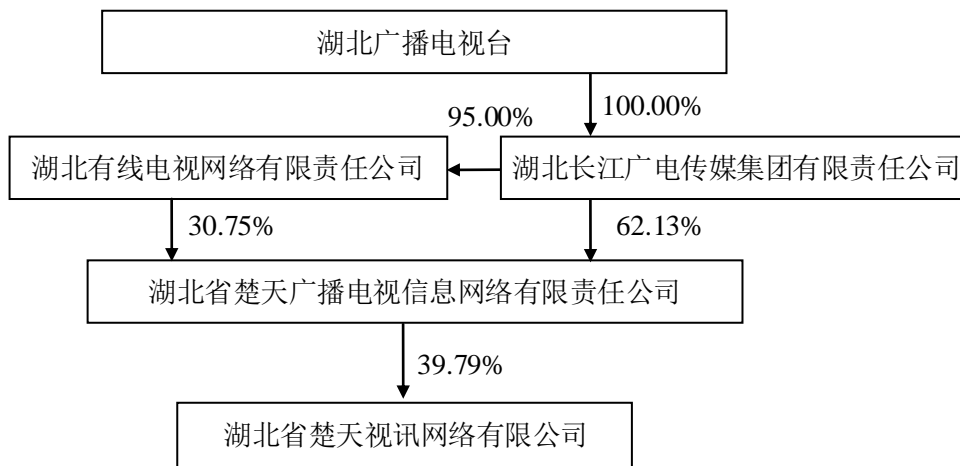 湖北广播电视台
100.00%
95.00%
湖北有线电视网络有限责任公司
湖北长江广电传媒集团有限责任公司
30.75%
62.13%
湖北省楚天广播电视信息网络有限责任公司
39.79%
湖北省楚天视讯网络有限公司